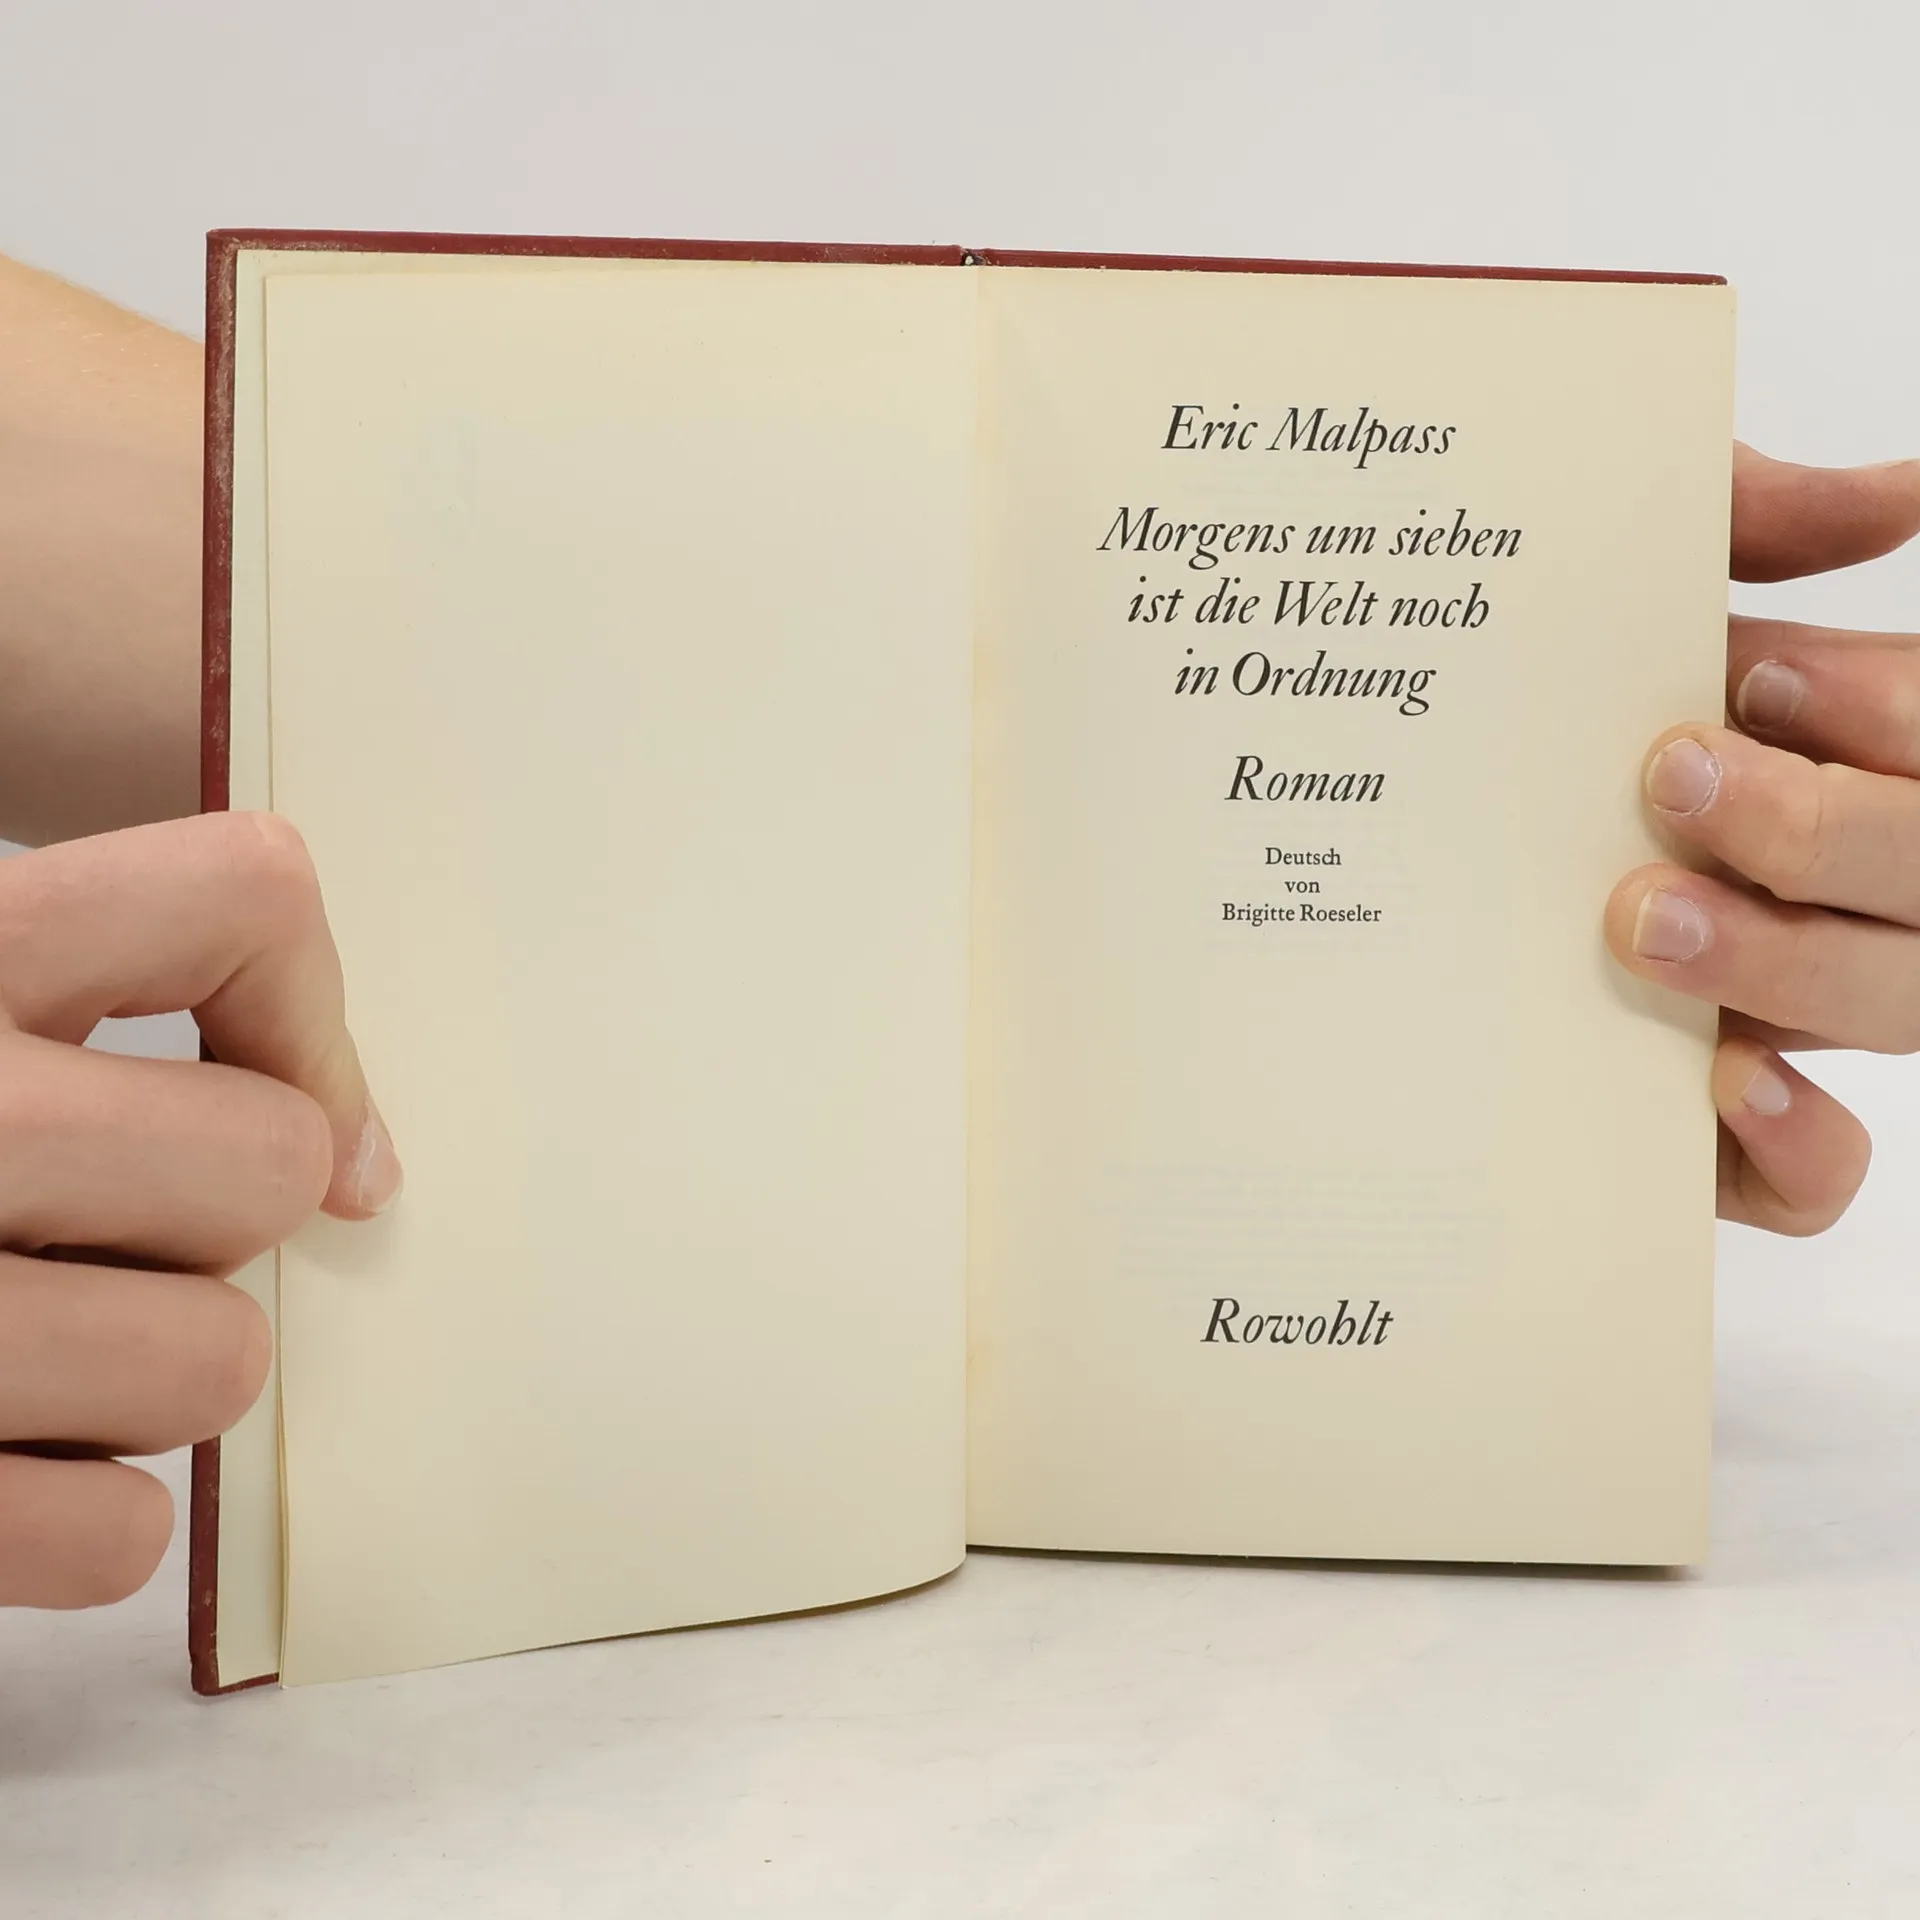 Eric Malpass
Morgens um sieben
ist die Welt noch
in Ordnung
Roman
Deutsch
von
Brigitte Roeseler
Rowohlt